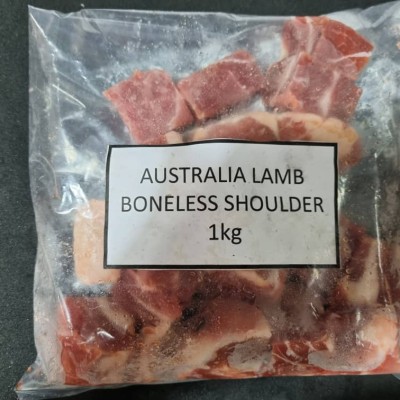 AUSTRALIA LAMB
BONELESS SHOULDER
1kg